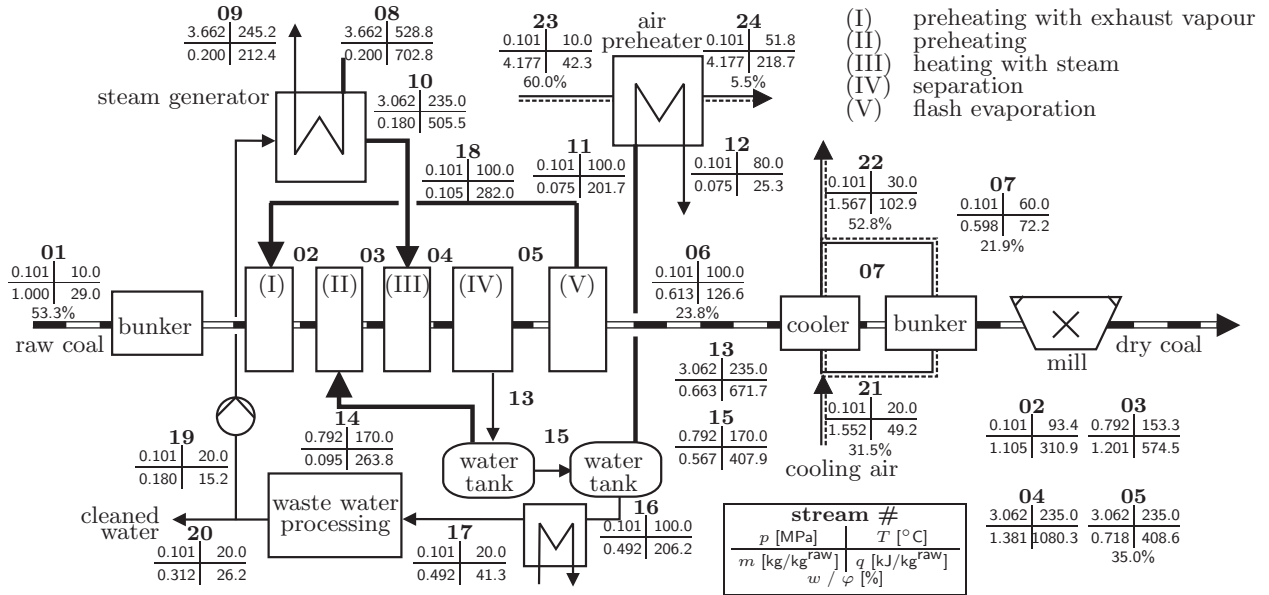 09
3.662 245.2
0.200 212.4
08
3.662 528.8
0.200 702.8
23
0.101 10.0
4.177 42.3
60.0%
air
preheater
24
0.101 51.8
4.177 218.7
5.5%
(I) preheating with exhaust vapour
(II) preheating
(III) heating with steam
(IV) separation
(V) flash evaporation
steam generator
10
3.062 235.0
0.180 505.5
18
0.101 100.0
0.105 282.0
11
0.101 100.0
0.075 201.7
12
0.101 80.0
0.075 25.3
22
0.101 30.0
1.567 102.9
52.8%
07
0.101 60.0
0.598 72.2
21.9%
01
0.101 10.0
1.000 29.0
53.3%
raw coal
bunker
02
03
04
05
(I)
(II)
(III)
(IV)
(V)
06
0.101 100.0
0.613 126.6
23.8%
07
cooler
bunker
mill
dry coal
13
13
3.062 235.0
0.663 671.7
21
0.101 20.0
1.552 49.2
31.5%
cooling air
02
0.101 93.4
1.105 310.9
03
0.792 153.3
1.201 574.5
14
0.792 170.0
0.095 263.8
15
water
tank
water
tank
15
0.792 170.0
0.567 407.9
19
0.101 20.0
0.180 15.2
waste water
processing
cleaned
water
20
0.101 20.0
0.312 26.2
17
0.101 20.0
0.492 41.3
16
0.101 100.0
0.492 206.2
stream #
p [MPa] T [°C]
m [kg/kg^raw] q [kJ/kg^raw]
w / φ [%]
04
3.062 235.0
1.381 1080.3
05
3.062 235.0
0.718 408.6
35.0%